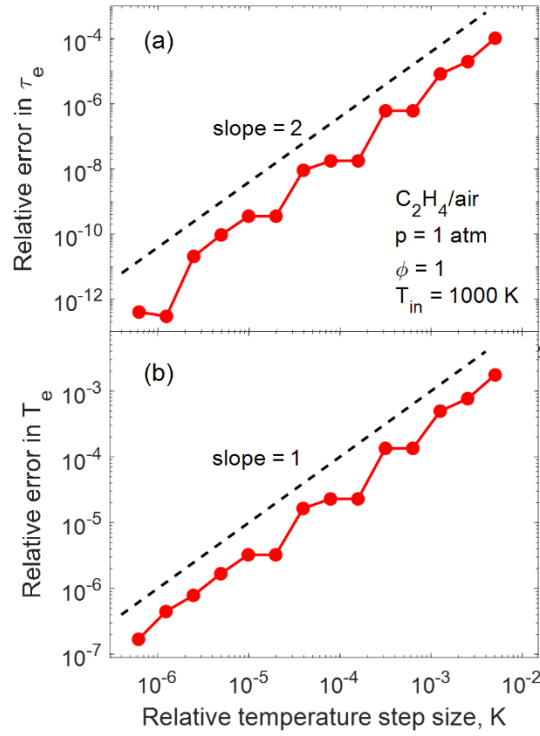 (a)
Relative error in τₑ
10⁻⁴
10⁻⁶
10⁻⁸
10⁻¹⁰
10⁻¹²
slope = 2
C₂H₄/air
p = 1 atm
ϕ = 1
Tᵢₙ = 1000 K
(b)
Relative error in Tₑ
10⁻³
10⁻⁴
10⁻⁵
10⁻⁶
10⁻⁷
slope = 1
10⁻⁶ 10⁻⁵ 10⁻⁴ 10⁻³ 10⁻²
Relative temperature step size, K